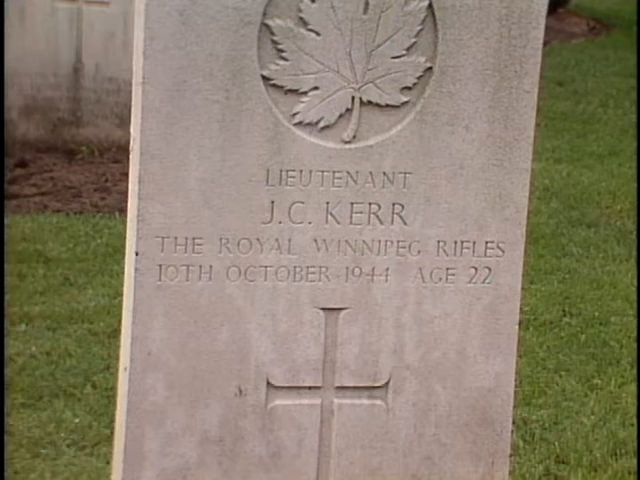 LIEUTENANT
J.C. KERR
THE ROYAL WINNIPEG RIFLES
10TH OCTOBER 1944 AGE 22